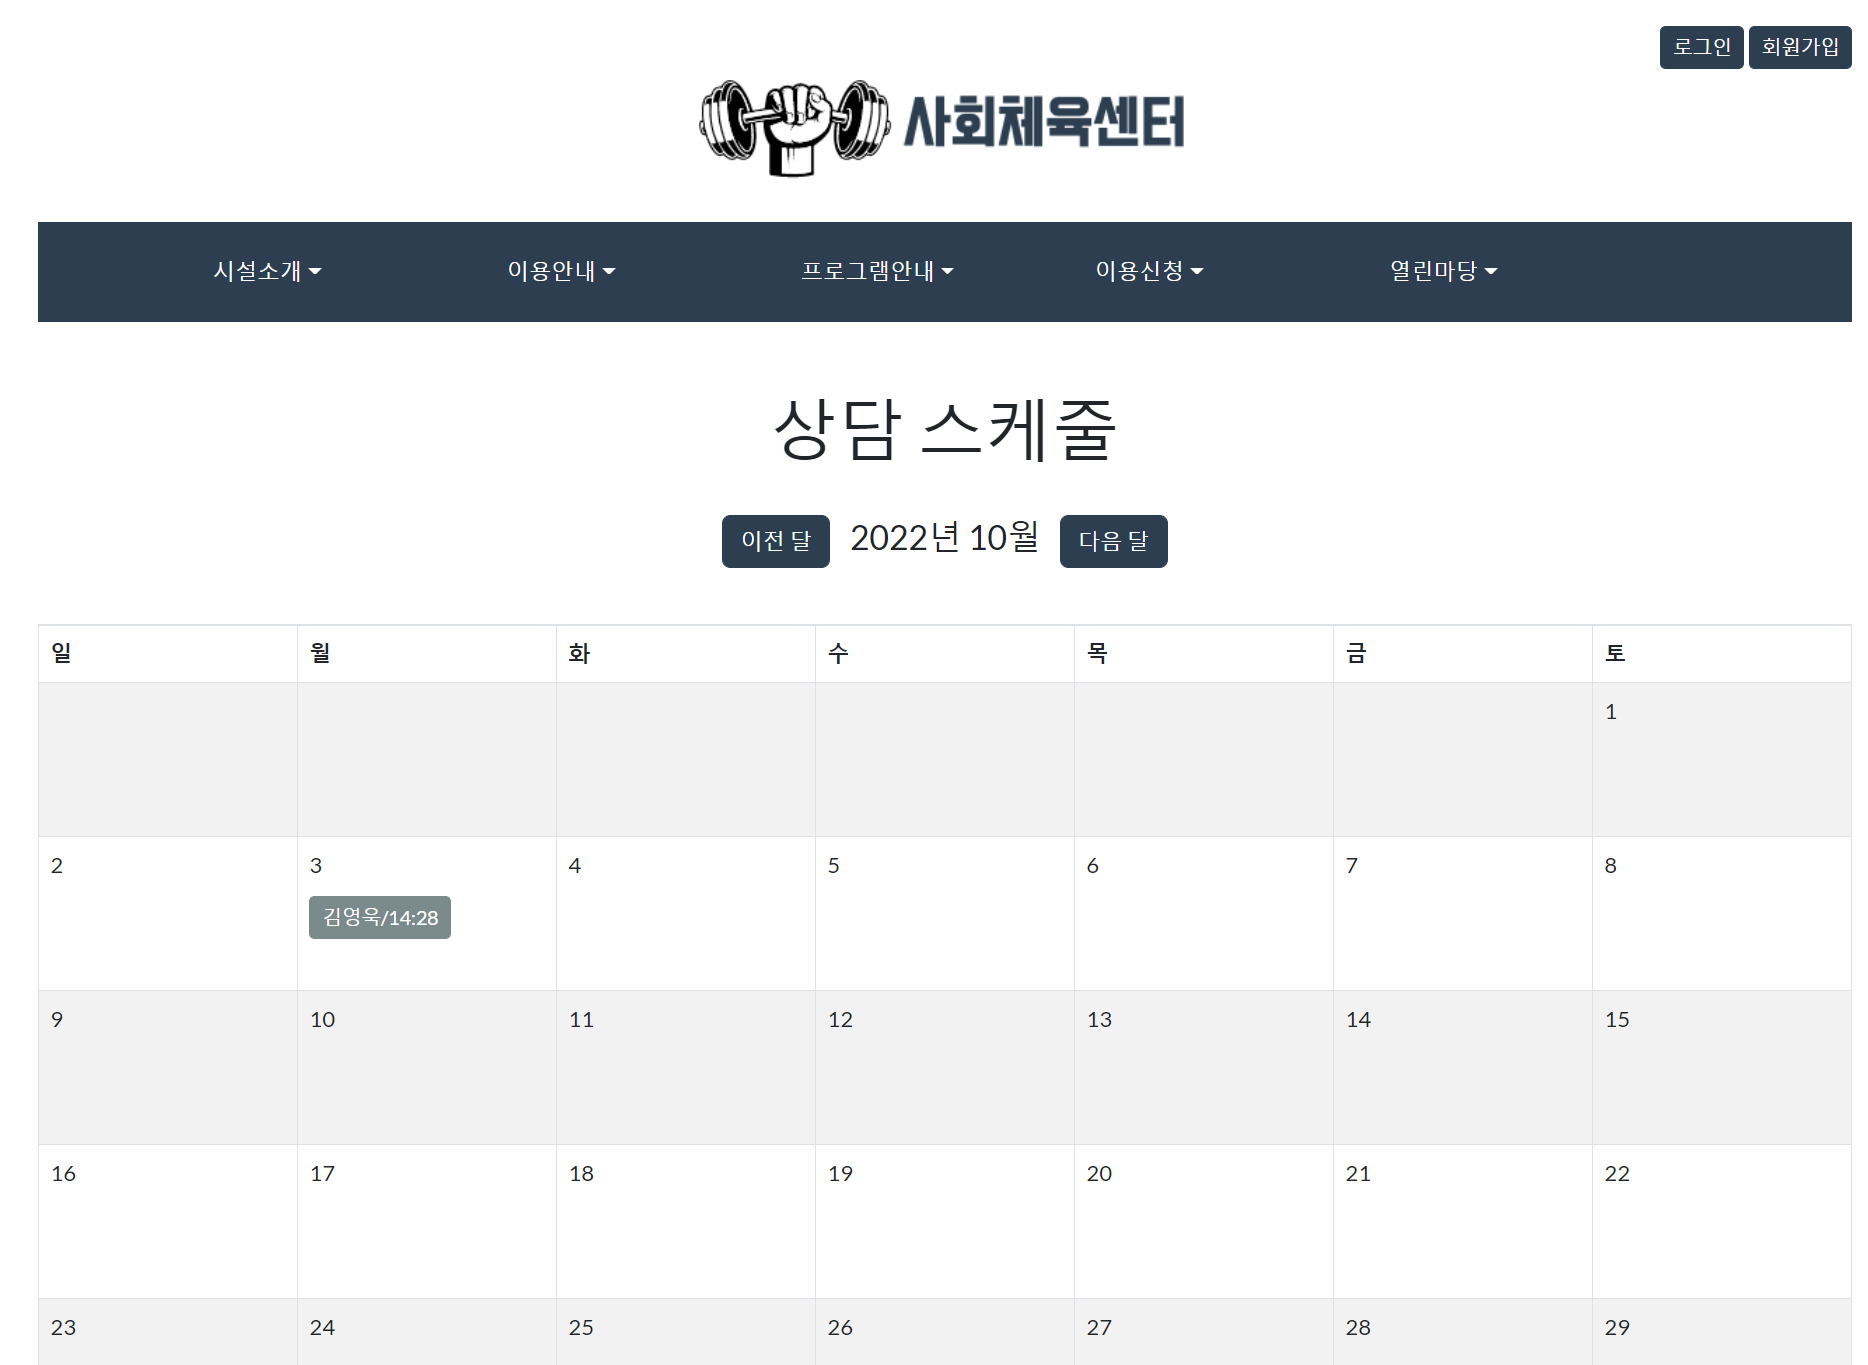 로그인 회원가입
사회체육센터
시설소개 이용안내 프로그램안내 이용신청 열린마당
상담 스케줄
이전 달 2022년 10월 다음 달
일 월 화 수 목 금 토
1
2 3 4 5 6 7 8
김영욱/14:28
9 10 11 12 13 14 15
16 17 18 19 20 21 22
23 24 25 26 27 28 29